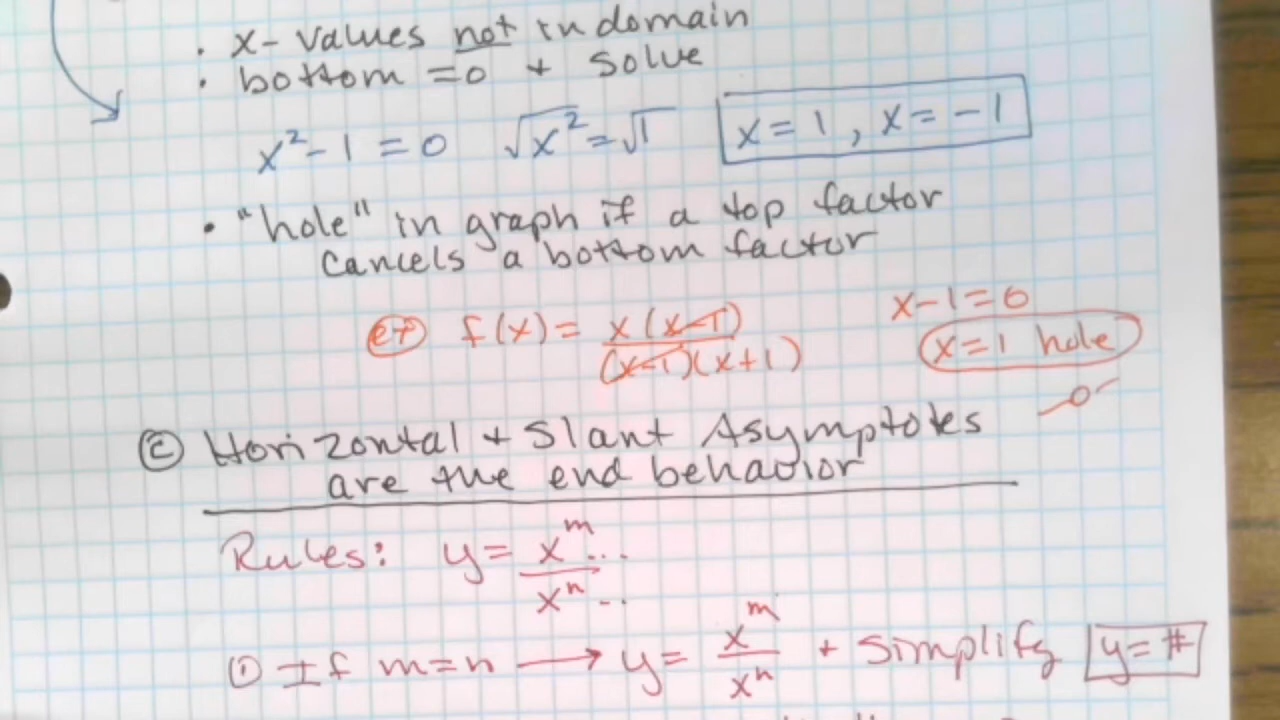 · x-values not in domain
· bottom = 0 + solve
x² - 1 = 0 √x² = √1 x = 1, x = -1
• "hole" in graph if a top factor
cancels a bottom factor
ex f(x) = x(x-1) / (x-1)(x+1) x-1=0
x=1 hole
Ⓒ Horizontal + Slant Asymptotes
are the end behavior
Rules: y = x^m... / x^n...
① If m=n → y = x^m / x^n + simplify y=#